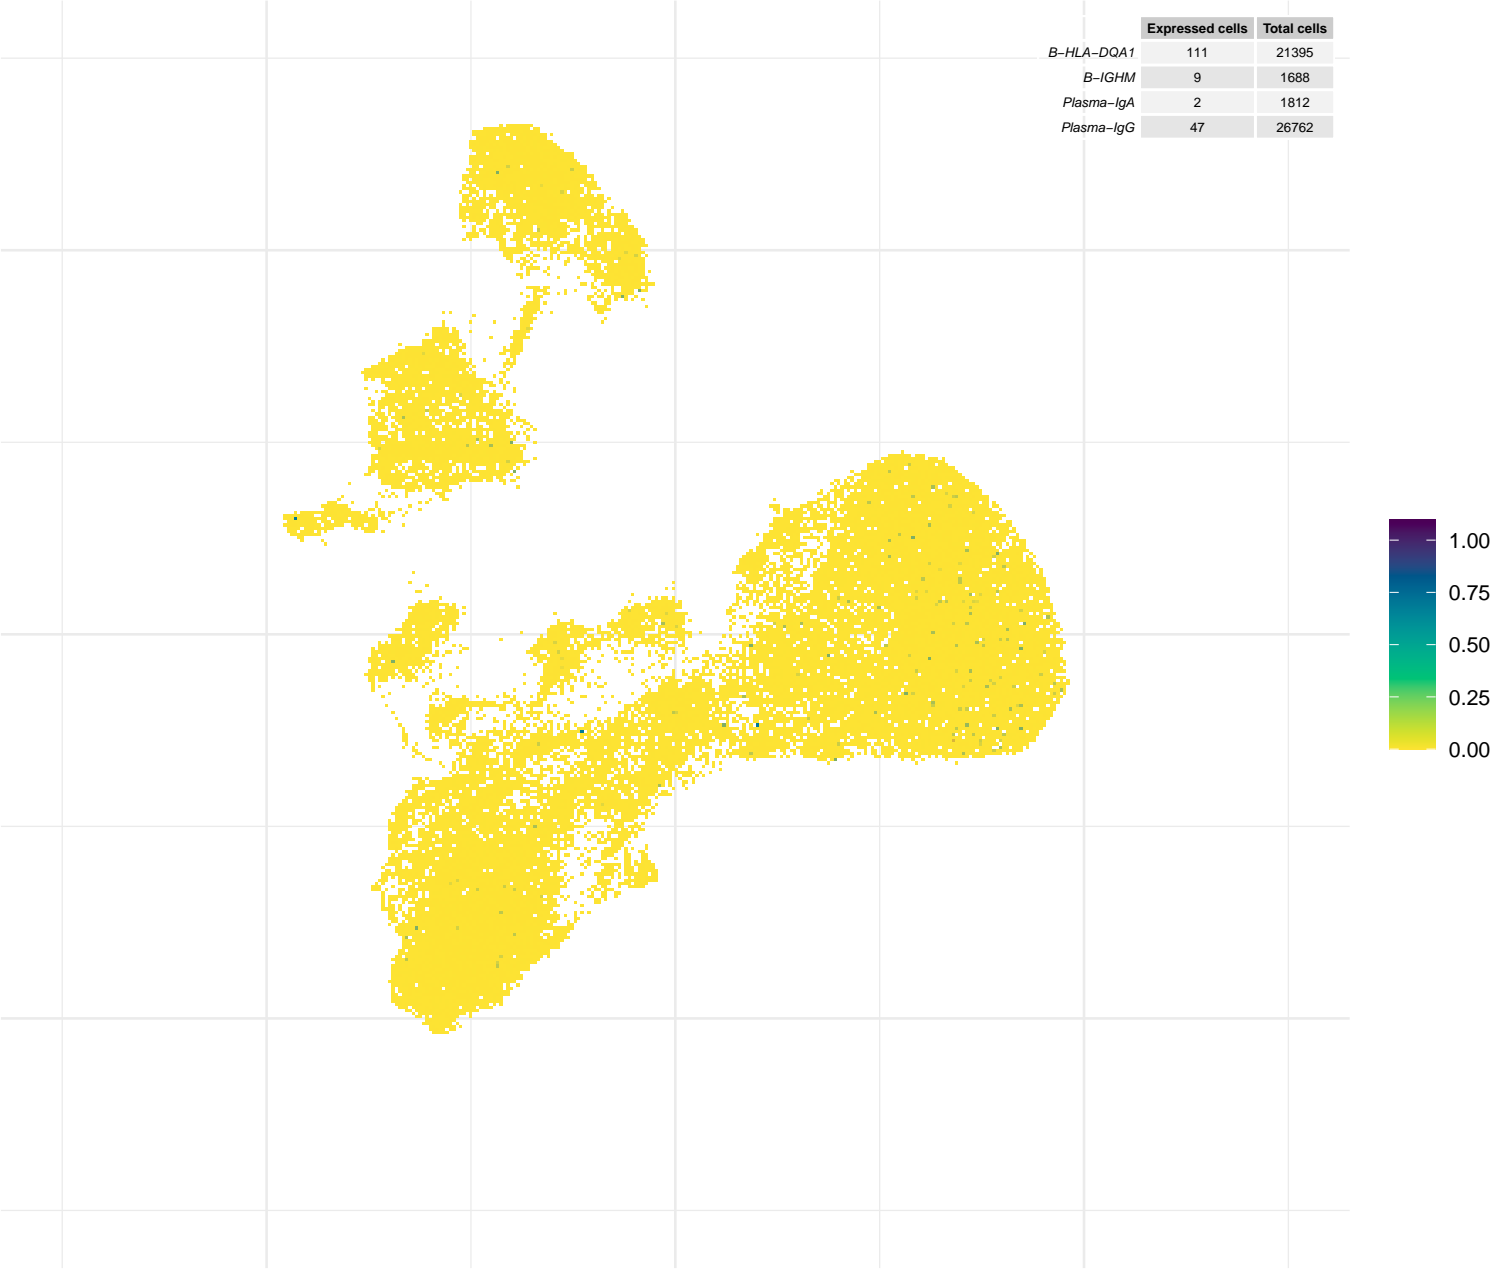 Expressed cells Total cells
B−HLA−DQA1 111 21395
B−IGHM 9 1688
Plasma−IgA 2 1812
Plasma−IgG 47 26762
1.00
0.75
0.50
0.25
0.00